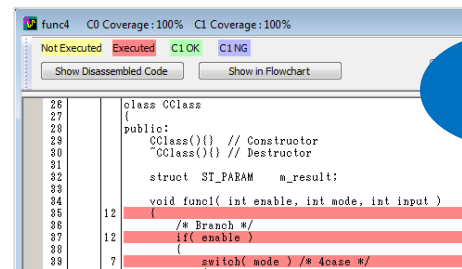 func4 C0 Coverage : 100% C1 Coverage : 100%
Not Executed Executed C1 OK C1 NG
Show Disassembled Code Show in Flowchart
26 class CClass
27 {
28 public:
29 CClass(){} // Constructor
30 ~CClass(){} // Destructor
31
32 struct ST_PARAM m_result;
33
34 void func1( int enable, int mode, int input )
35 12 {
36 /* Branch */
37 12 if( enable )
38 {
39 7 switch( mode ) /* 4case */